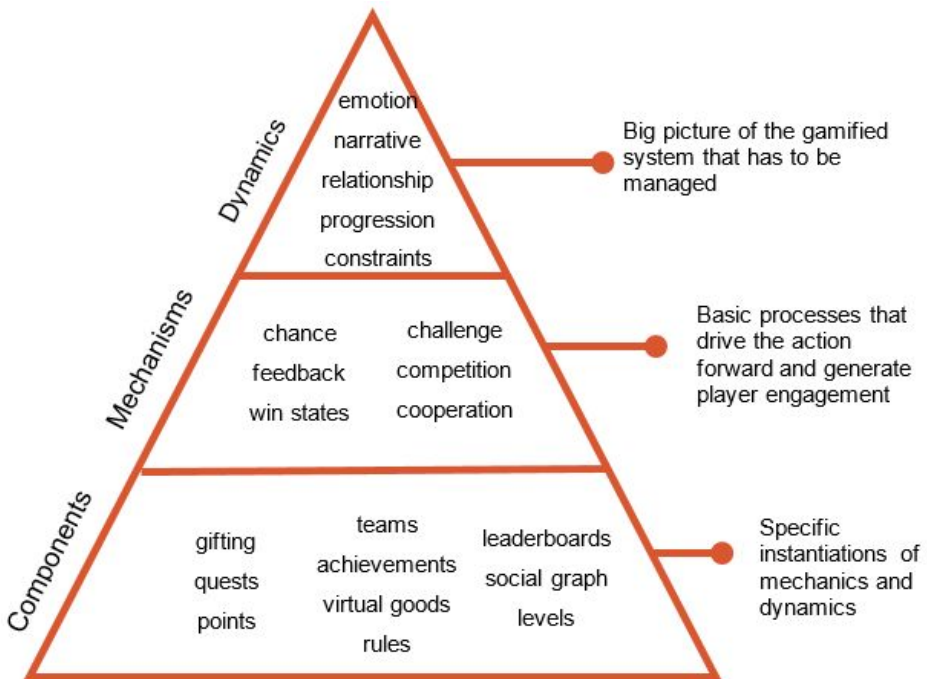 Dynamics
emotion
narrative
relationship
progression
constraints
Big picture of the gamified
system that has to be
managed
Mechanisms
chance
feedback
win states
challenge
competition
cooperation
Basic processes that
drive the action
forward and generate
player engagement
Components
gifting
quests
points
teams
achievements
virtual goods
rules
leaderboards
social graph
levels
Specific
instantiations of
mechanics and
dynamics